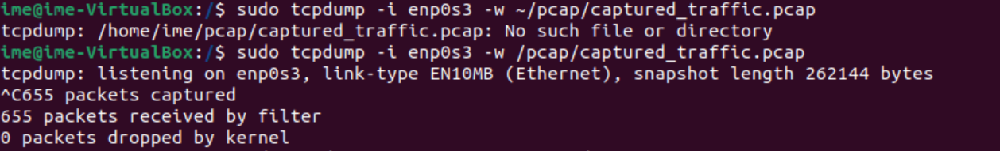 ime@ime-VirtualBox:/$ sudo tcpdump -i enp0s3 -w ~/pcap/captured_traffic.pcap
tcpdump: /home/ime/pcap/captured_traffic.pcap: No such file or directory
ime@ime-VirtualBox:/$ sudo tcpdump -i enp0s3 -w /pcap/captured_traffic.pcap
tcpdump: listening on enp0s3, link-type EN10MB (Ethernet), snapshot length 262144 bytes
^C655 packets captured
655 packets received by filter
0 packets dropped by kernel